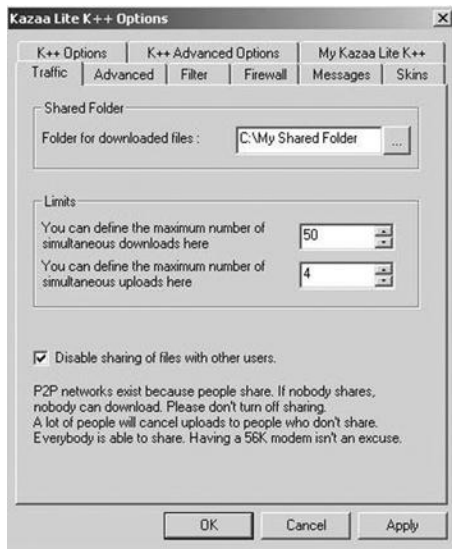 Kazaa Lite K++ Options
K++ Options K++ Advanced Options My Kazaa Lite K++
Traffic Advanced Filter Firewall Messages Skins
Shared Folder
Folder for downloaded files : C:\My Shared Folder ...
Limits
You can define the maximum number of
simultaneous downloads here
50
You can define the maximum number of
simultaneous uploads here
4
Disable sharing of files with other users.
P2P networks exist because people share. If nobody shares,
nobody can download. Please don't turn off sharing.
A lot of people will cancel uploads to people who don't share.
Everybody is able to share. Having a 56K modem isn't an excuse.
OK Cancel Apply